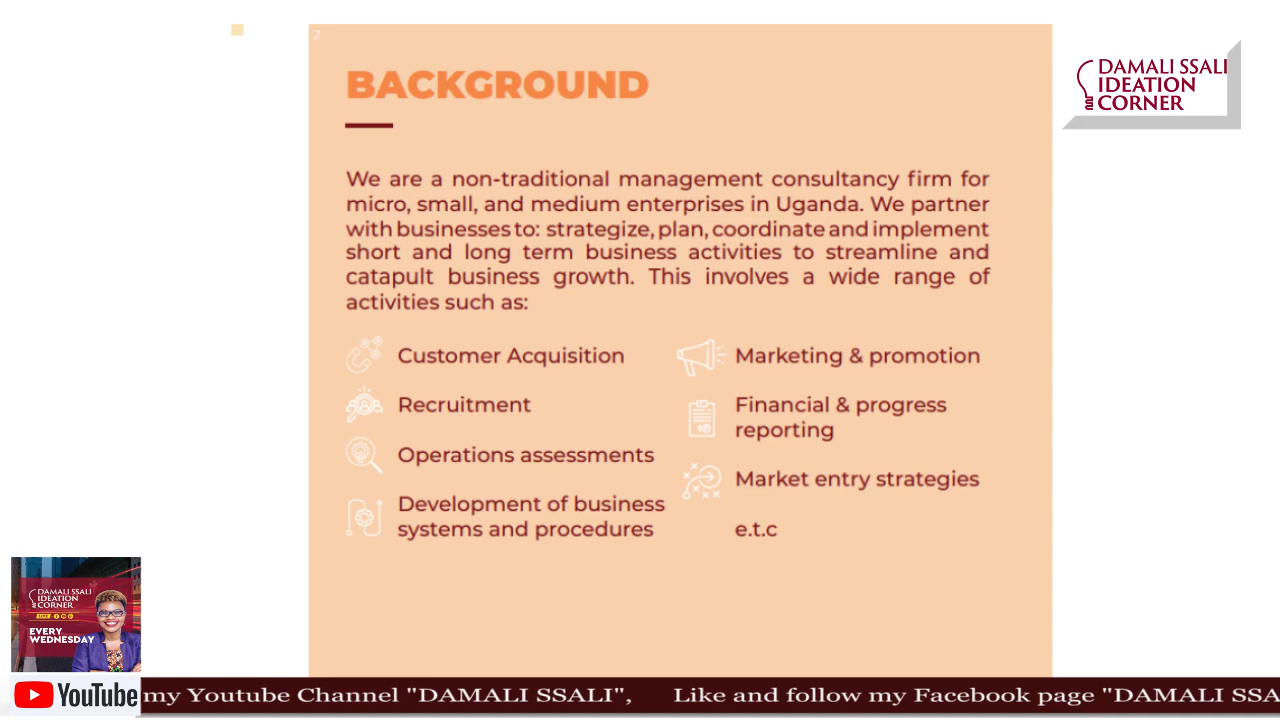 2
BACKGROUND
We are a non-traditional management consultancy firm for
micro, small, and medium enterprises in Uganda. We partner
with businesses to: strategize, plan, coordinate and implement
short and long term business activities to streamline and
catapult business growth. This involves a wide range of
activities such as:
Customer Acquisition
Recruitment
Operations assessments
Development of business
systems and procedures
Marketing & promotion
Financial & progress
reporting
Market entry strategies
e.t.c
DAMALI SSALI
IDEATION
CORNER
DAMALI SSALI
IDEATION
CORNER
LIVE
EVERY
WEDNESDAY
YouTube
my Youtube Channel "DAMALI SSALI", Like and follow my Facebook page "DAMALI SSA